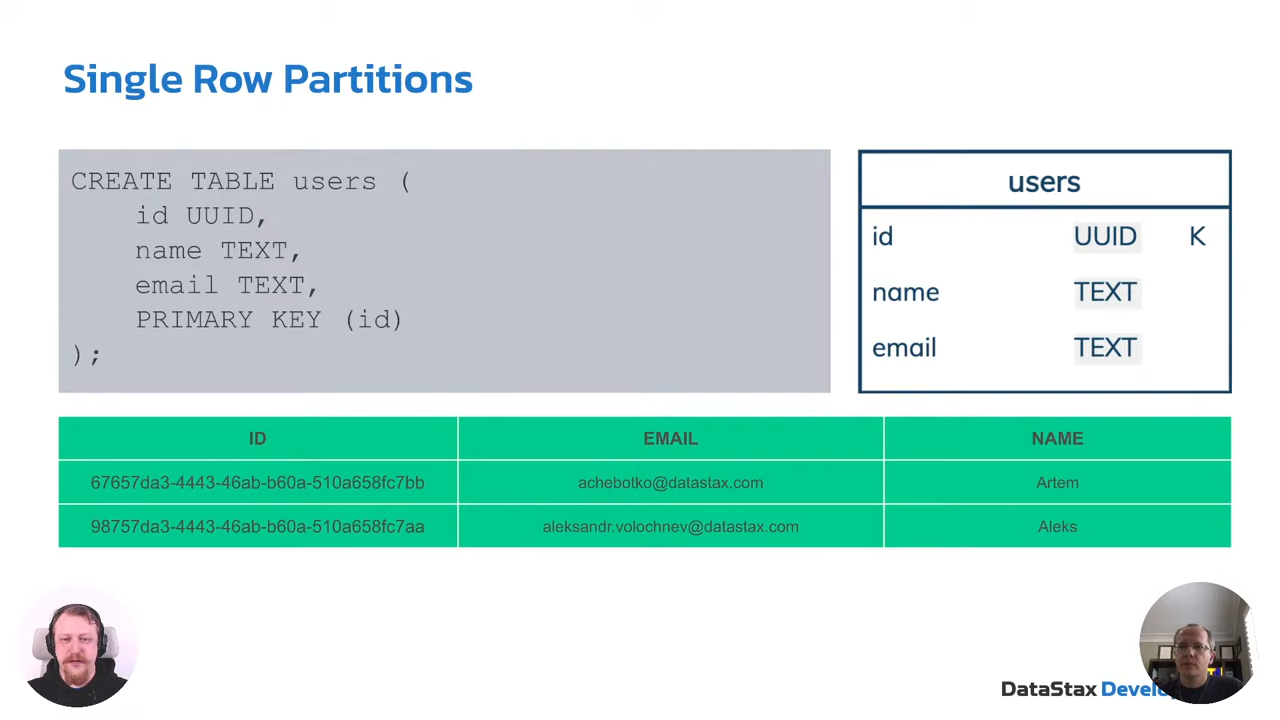 Single Row Partitions
CREATE TABLE users (
id UUID,
name TEXT,
email TEXT,
PRIMARY KEY (id)
);
users
id UUID K
name TEXT
email TEXT
ID EMAIL NAME
67657da3-4443-46ab-b60a-510a658fc7bb achebotko@datastax.com Artem
98757da3-4443-46ab-b60a-510a658fc7aa aleksandr.volochnev@datastax.com Aleks
DataStax